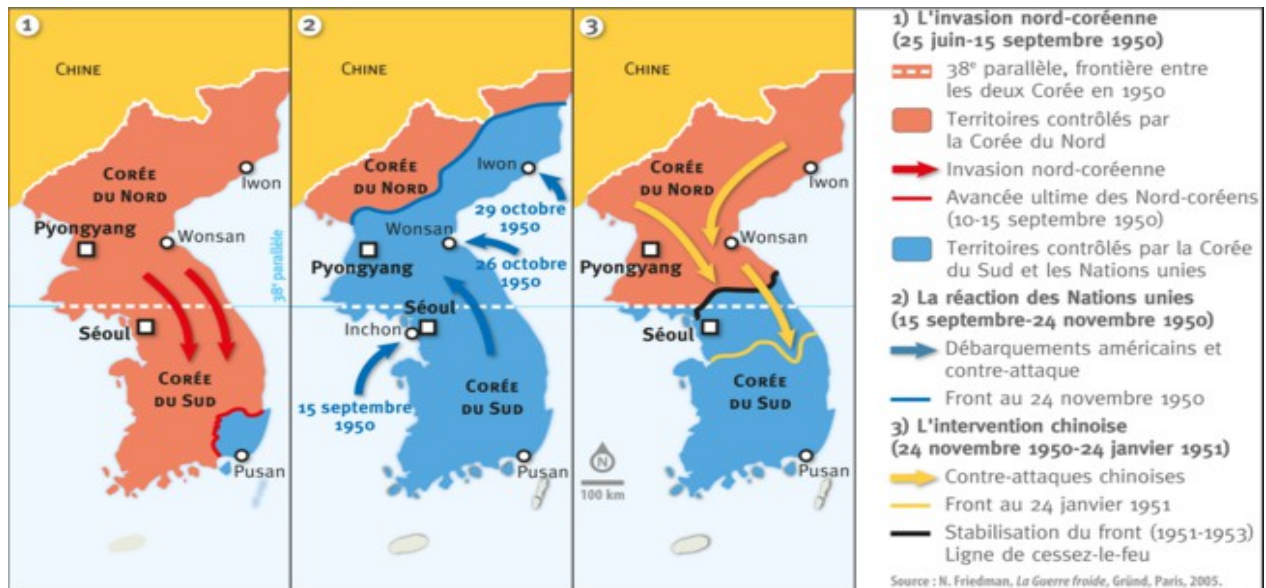 1
CHINE
CORÉE
DU NORD
Iwon
Pyongyang
Wonsan
38e parallèle
Séoul
CORÉE
DU SUD
Pusan
2
CHINE
CORÉE
DU NORD
Iwon
29 octobre
1950
Wonsan
26 octobre
1950
Pyongyang
Séoul
Inchon
CORÉE
DU SUD
15 septembre
1950
Pusan
3
CHINE
CORÉE
DU NORD
Iwon
Wonsan
Pyongyang
Séoul
CORÉE
DU SUD
N
100 km
Pusan
1) L'invasion nord-coréenne
(25 juin-15 septembre 1950)
38e parallèle, frontière entre
les deux Corée en 1950
Territoires contrôlés par
la Corée du Nord
Invasion nord-coréenne
Avancée ultime des Nord-coréens
(10-15 septembre 1950)
Territoires contrôlés par la Corée
du Sud et les Nations unies
2) La réaction des Nations unies
(15 septembre-24 novembre 1950)
Débarquements américains et
contre-attaque
Front au 24 novembre 1950
3) L'intervention chinoise
(24 novembre 1950-24 janvier 1951)
Contre-attaques chinoises
Front au 24 janvier 1951
Stabilisation du front (1951-1953)
Ligne de cessez-le-feu
Source : N. Friedman, La Guerre froide, Gründ, Paris, 2005.